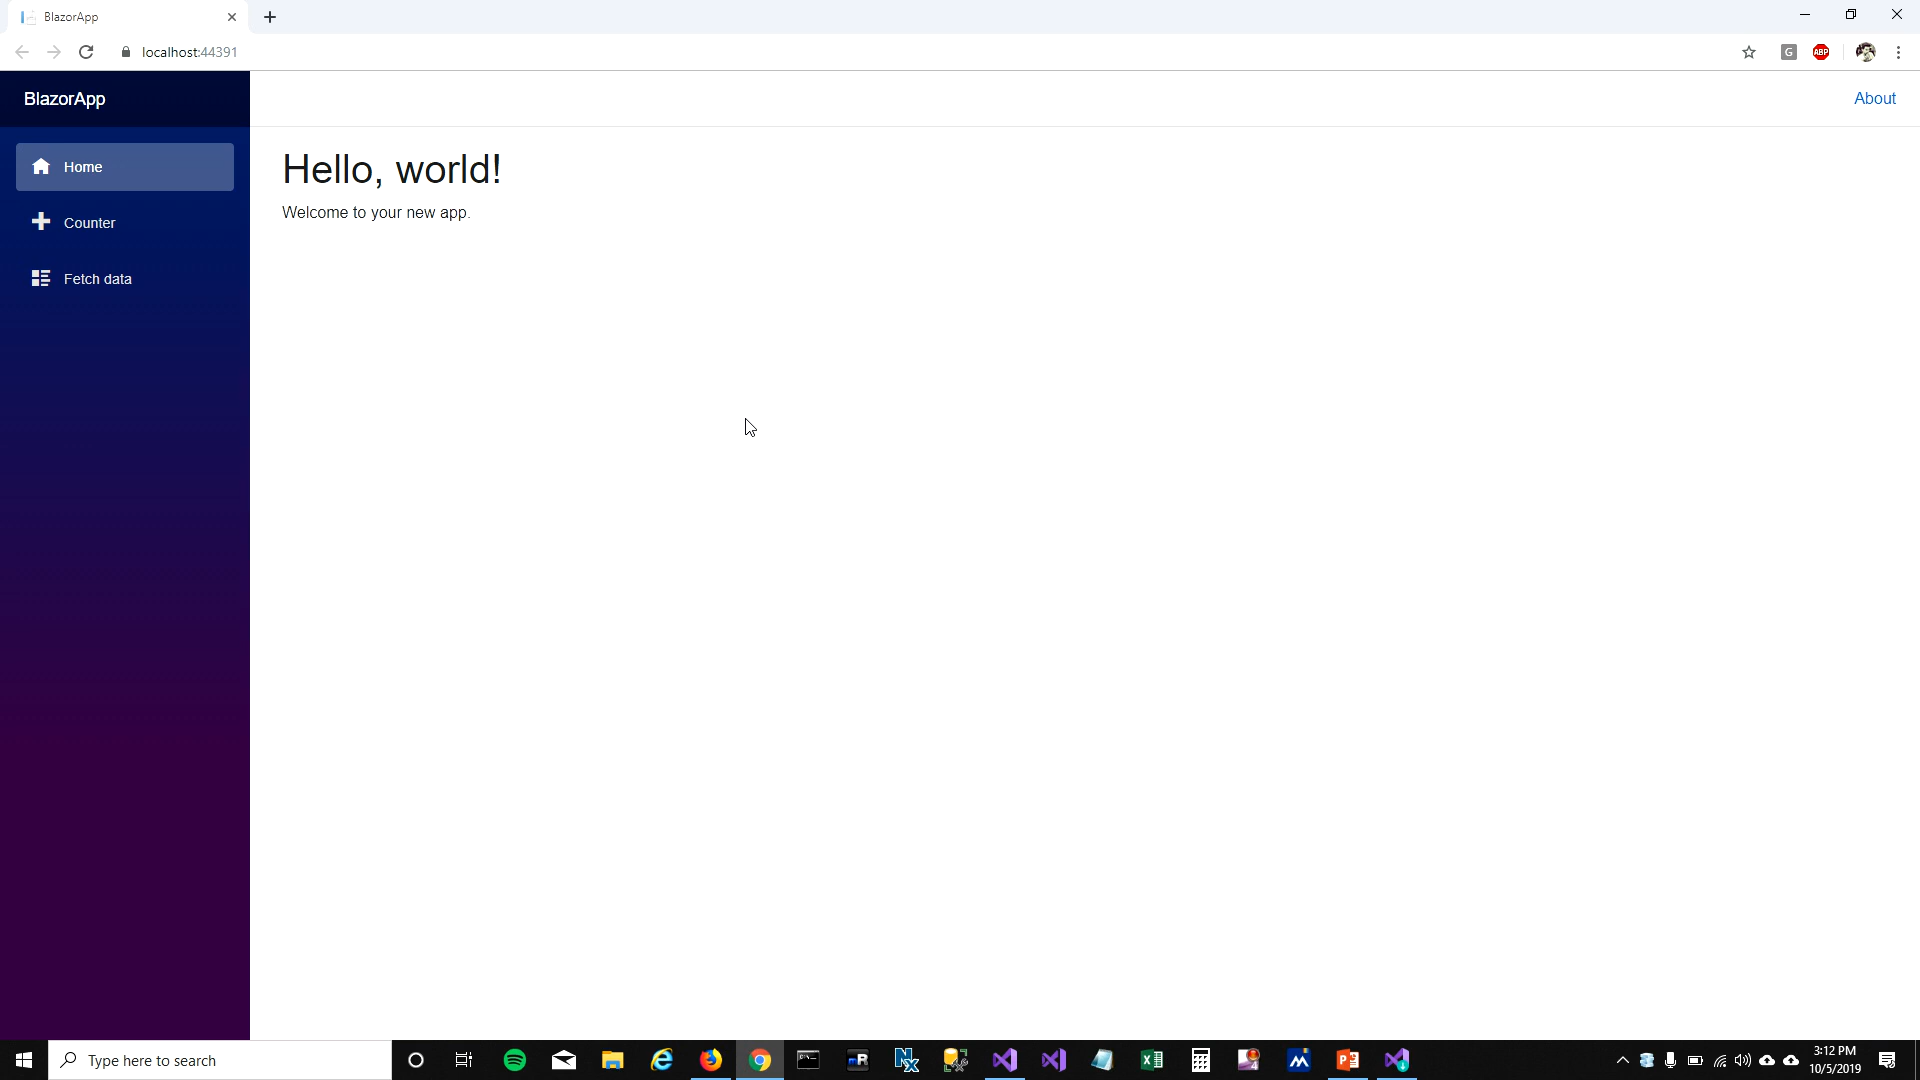 BlazorApp
localhost:44391
G
ABP
BlazorApp
About
Home
Counter
Fetch data
Hello, world!
Welcome to your new app.
Type here to search
3:12 PM
10/5/2019